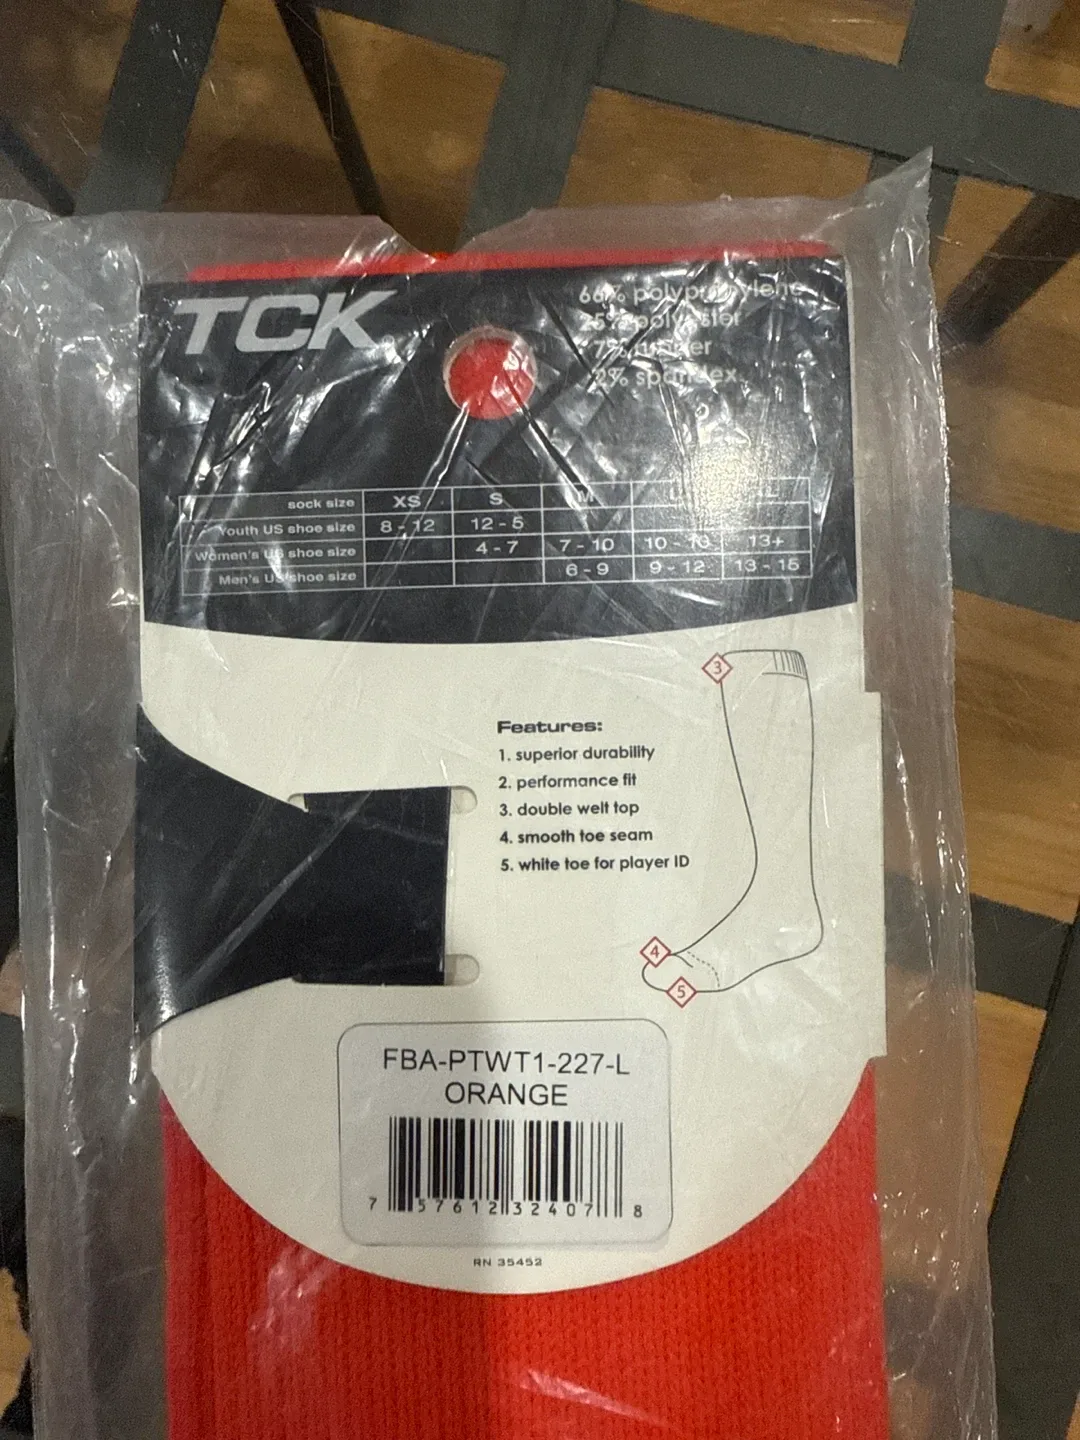 TCK
66% polypropylene
25% polyester
7% rubber
2% spandex
sock size XS S M L
Youth US shoe size 8 - 12 12 - 5
Women's US shoe size 4 - 7 7 - 10 10 - 13 13+
Men's US shoe size 6 - 9 9 - 12 13 - 15
3
Features:
1. superior durability
2. performance fit
3. double welt top
4. smooth toe seam
5. white toe for player ID
4
5
FBA-PTWT1-227-L
ORANGE
7 57612 32407 8
RN 35452